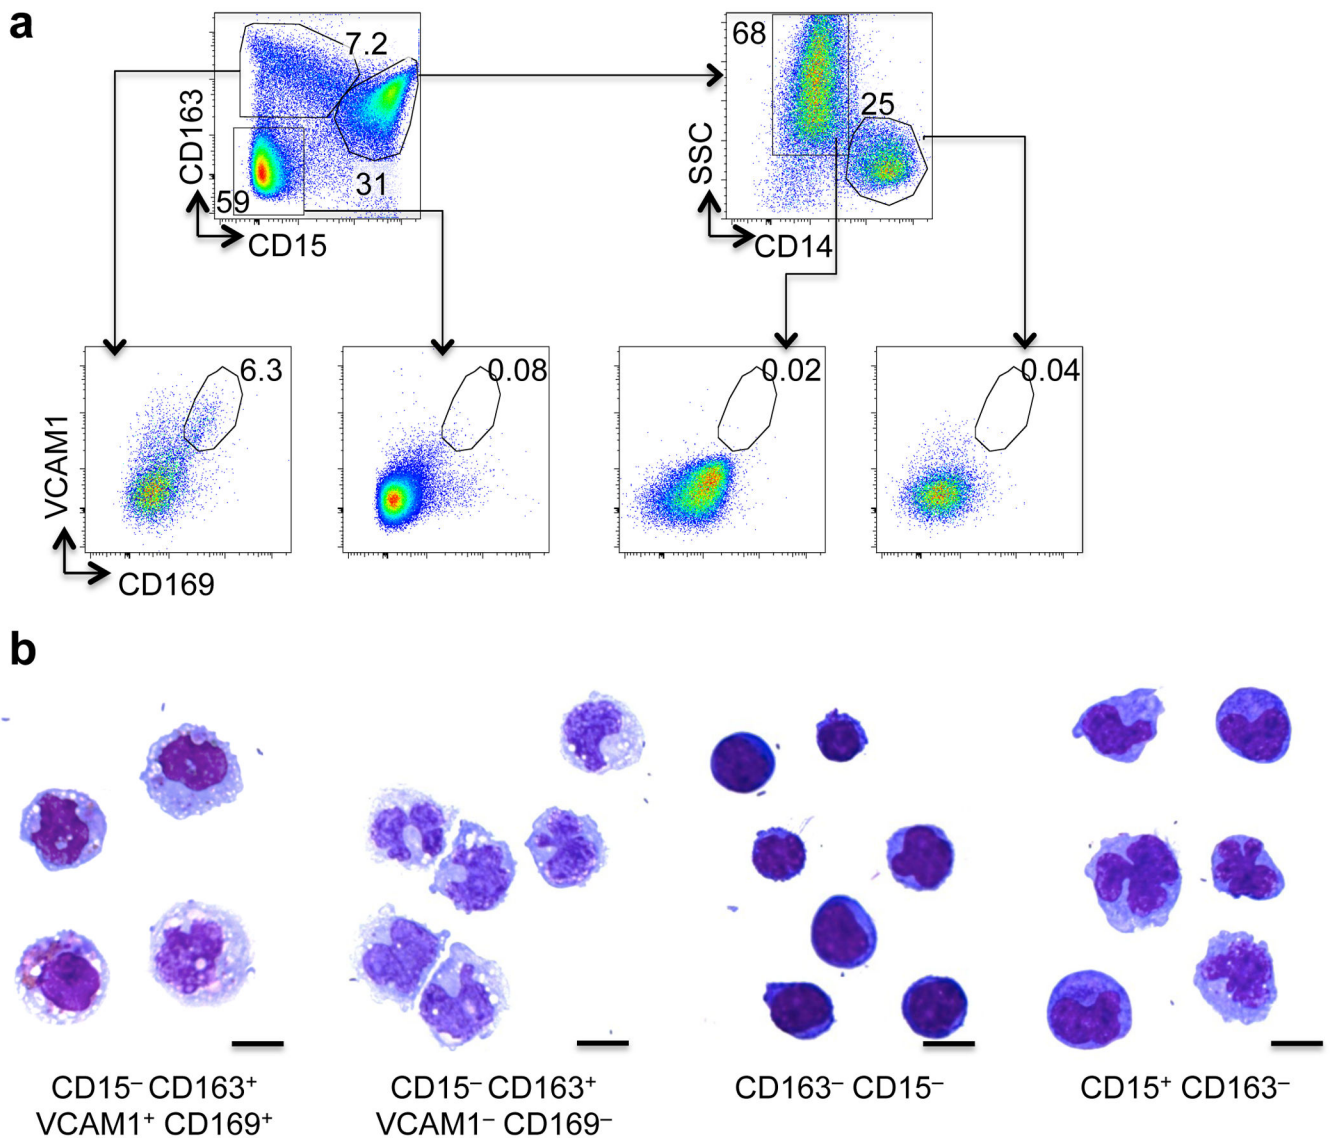 a
7.2
31
59
CD163
CD15
68
25
SSC
CD14
6.3
0.08
0.02
0.04
VCAM1
CD169
b
CD15– CD163+
VCAM1+ CD169+
CD15– CD163+
VCAM1– CD169–
CD163– CD15–
CD15+ CD163–